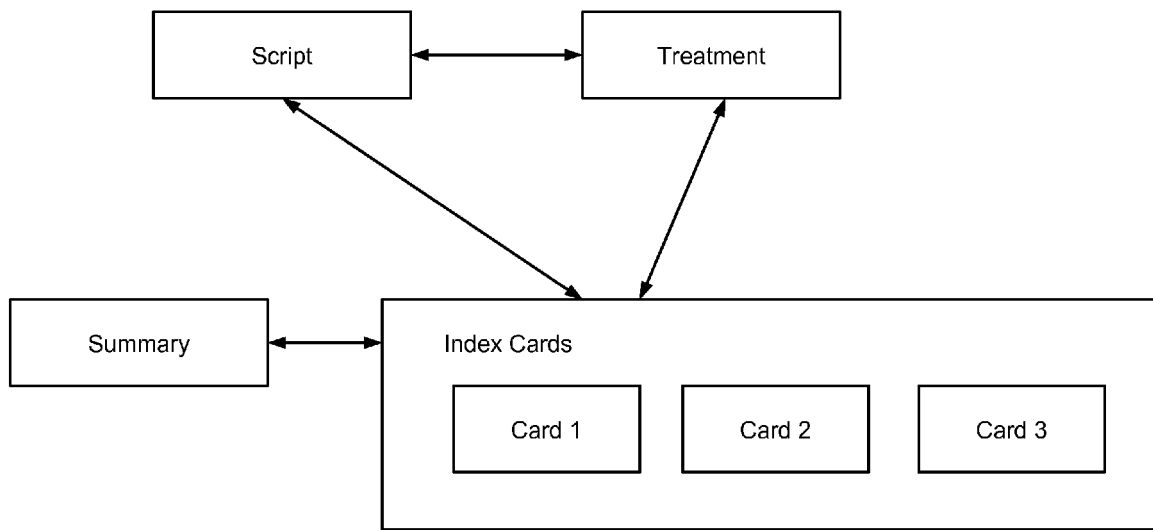 Script
Treatment
Summary
Index Cards
Card 1
Card 2
Card 3